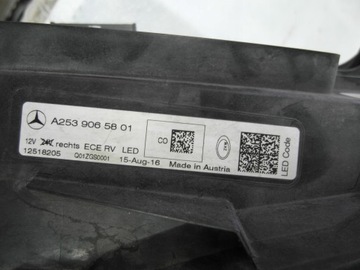 A253 906 58 01
12V rechts ECE RV LED
12518205 Q01ZGS0001 15-Aug-16 Made in Austria
CO
LED Code